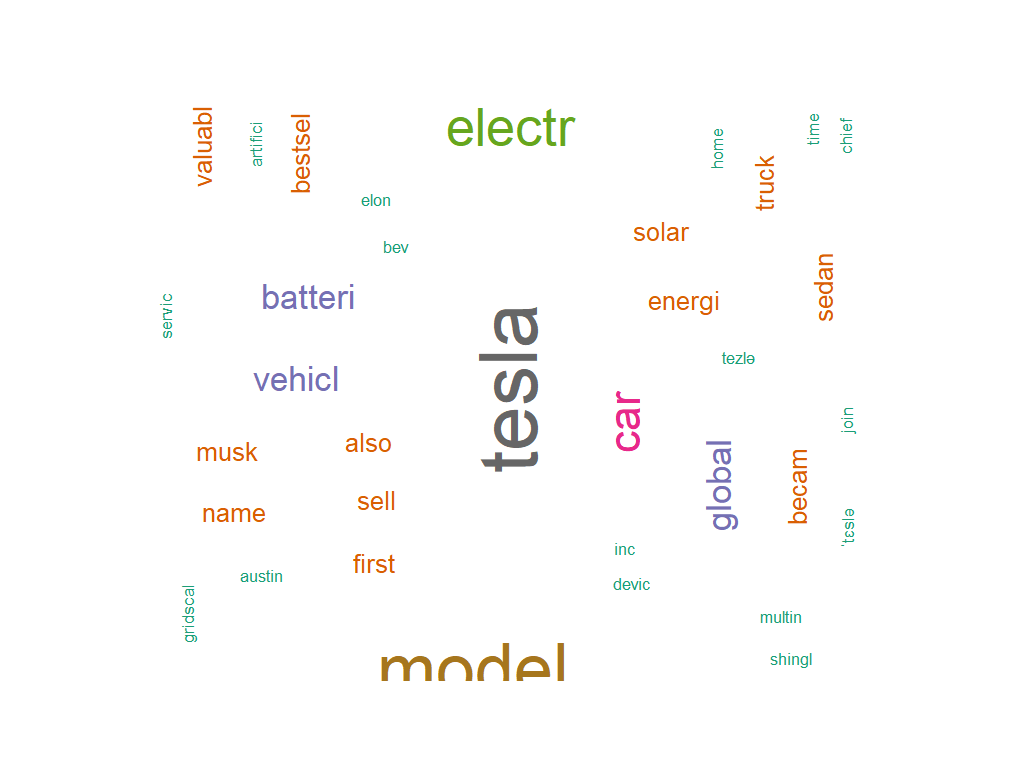 valuabl
artifici
bestsel
electr
home
time
chief
truck
elon
solar
bev
batteri
energi
sedan
servic
tesla
tezlə
vehicl
car
join
musk
also
global
becam
name
sell
ˈtɛslə
first
inc
austin
devic
gridscal
multin
model
shingl